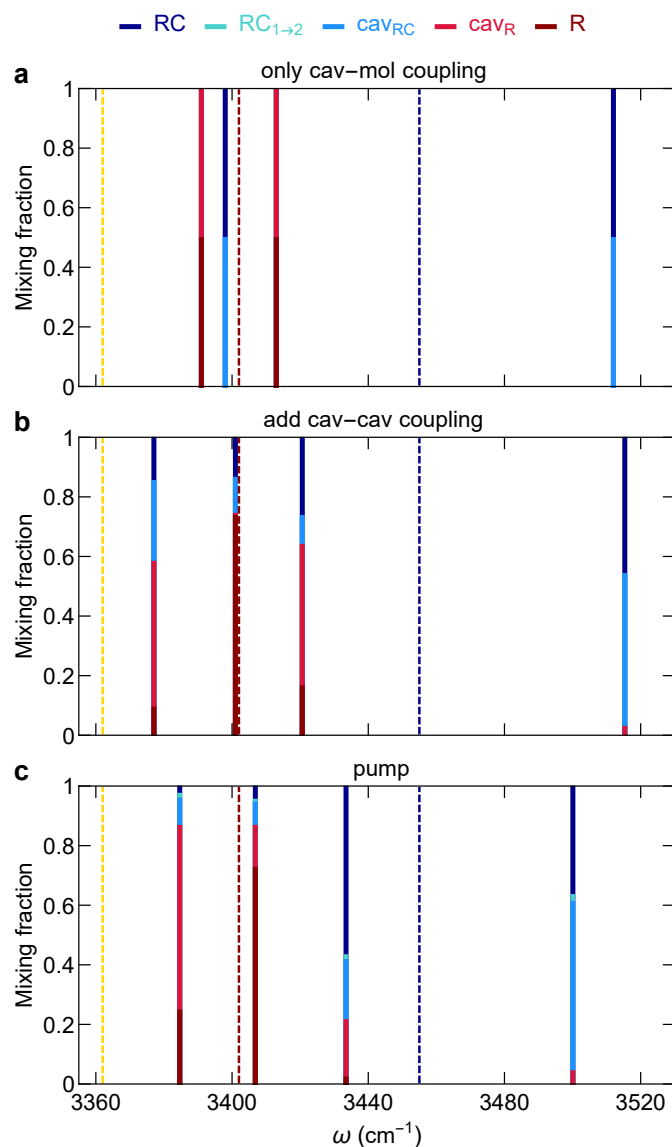 RC RC₁→₂ cav_RC cav_R R
a only cav−mol coupling
1
0.8
0.6
0.4
0.2
0
Mixing fraction
b add cav−cav coupling
1
0.8
0.6
0.4
0.2
0
Mixing fraction
c pump
1
0.8
0.6
0.4
0.2
0
Mixing fraction
3360 3400 3440 3480 3520
ω (cm⁻¹)